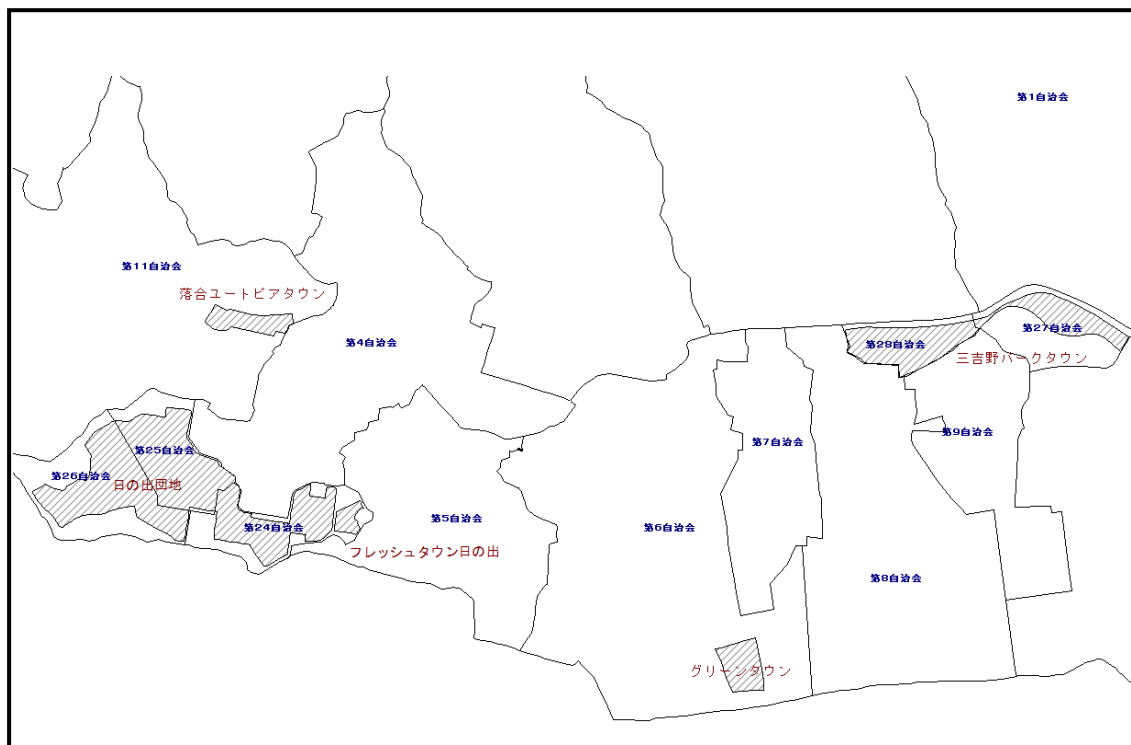 第1自治会
第11自治会
落合ユートピアタウン
第4自治会
第27自治会
第28自治会
三吉野パークタウン
第7自治会
第9自治会
第25自治会
第26自治会
日の出団地
第24自治会
第5自治会
第6自治会
フレッシュタウン日の出
第8自治会
グリーンタウン